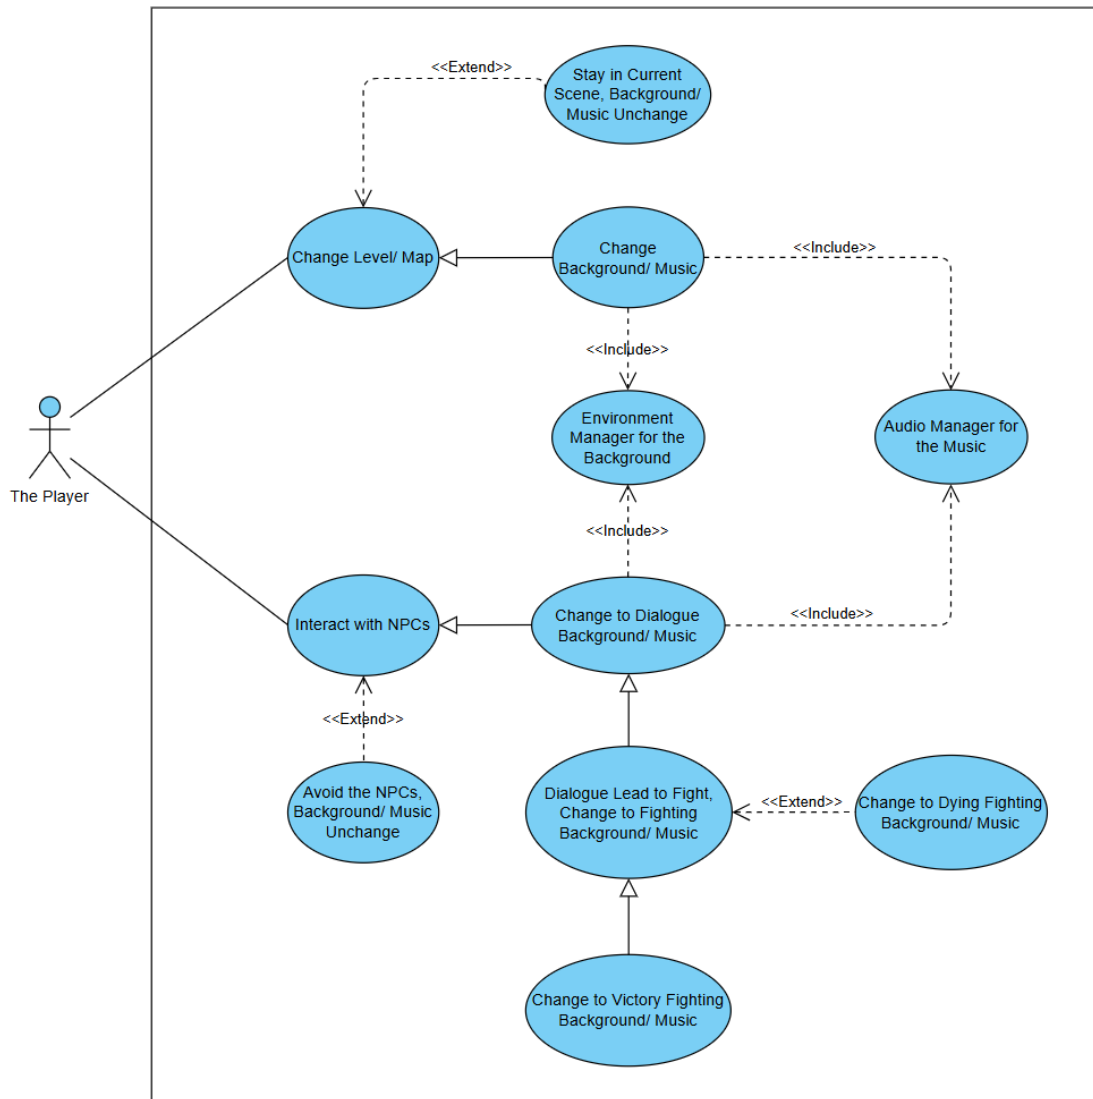 <<Extend>>
Stay in Current
Scene, Background/
Music Unchange
Change Level/ Map
Change
Background/ Music
<<Include>>
<<Include>>
Environment
Manager for the
Background
Audio Manager for
the Music
The Player
<<Include>>
Interact with NPCs
Change to Dialogue
Background/ Music
<<Include>>
<<Extend>>
Avoid the NPCs,
Background/ Music
Unchange
Dialogue Lead to Fight,
Change to Fighting
Background/ Music
<<Extend>>
Change to Dying Fighting
Background/ Music
Change to Victory Fighting
Background/ Music